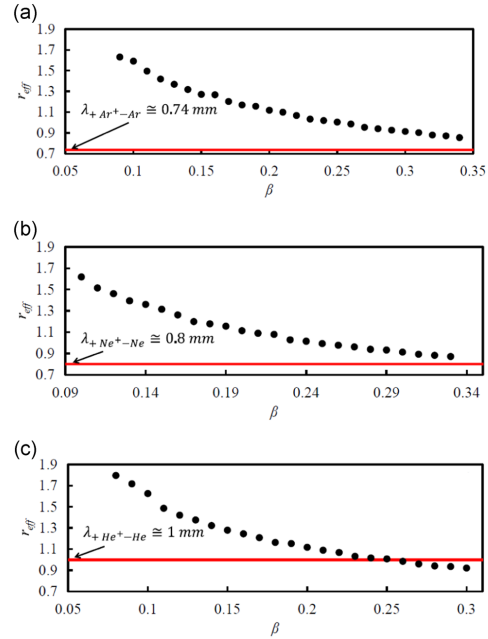 (a)
1.9
1.7
1.5
1.3
1.1
0.9
0.7
r_eff
λ_{+ Ar⁺−Ar} ≅ 0.74 mm
0.05 0.1 0.15 0.2 0.25 0.3 0.35
β
(b)
1.9
1.7
1.5
1.3
1.1
0.9
0.7
r_eff
λ_{+ Ne⁺−Ne} ≅ 0.8 mm
0.09 0.14 0.19 0.24 0.29 0.34
β
(c)
1.9
1.7
1.5
1.3
1.1
0.9
0.7
r_eff
λ_{+ He⁺−He} ≅ 1 mm
0.05 0.1 0.15 0.2 0.25 0.3
β